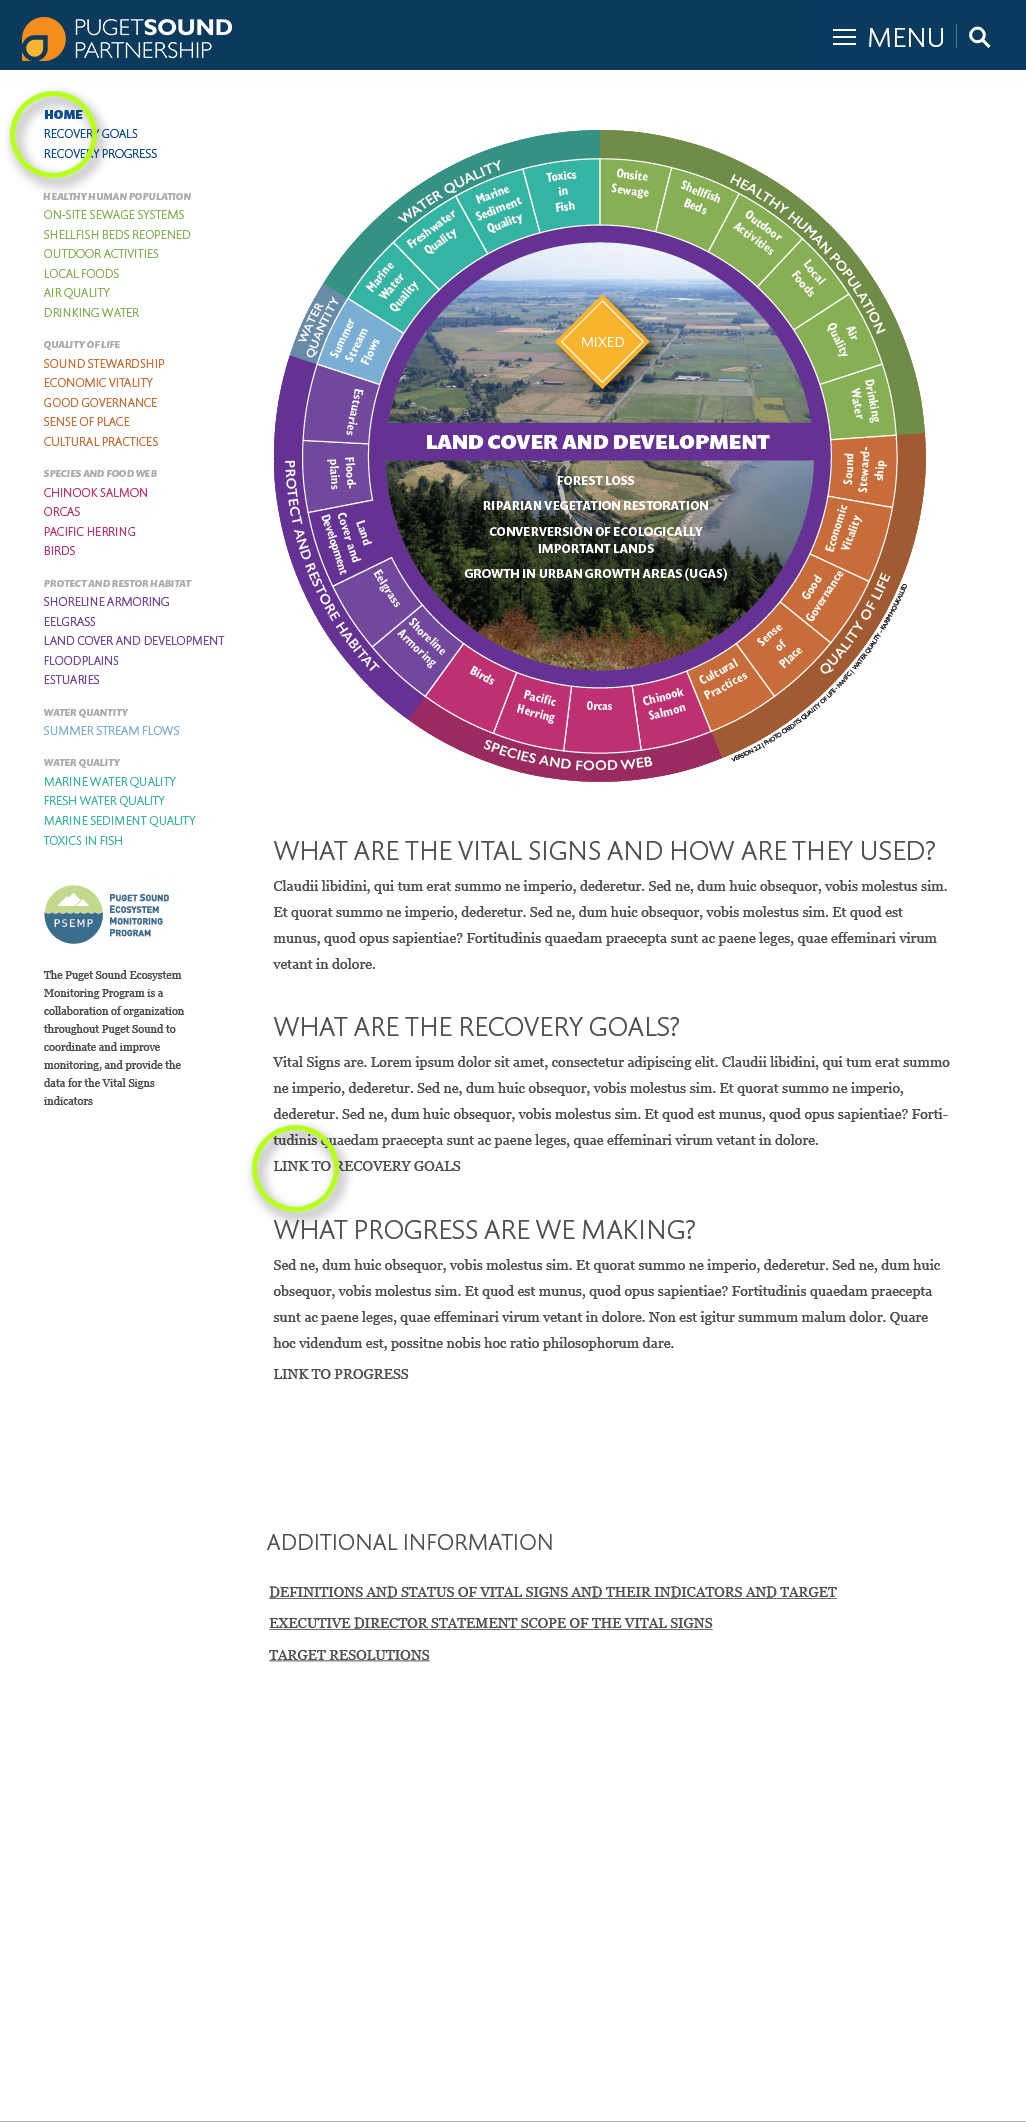 PUGETSOUND
PARTNERSHIP
MENU
HOME
RECOVERY GOALS
RECOVERY PROGRESS
HEALTHY HUMAN POPULATION
ON-SITE SEWAGE SYSTEMS
SHELLFISH BEDS REOPENED
OUTDOOR ACTIVITIES
LOCAL FOODS
AIR QUALITY
DRINKING WATER
QUALITY OF LIFE
SOUND STEWARDSHIP
ECONOMIC VITALITY
GOOD GOVERNANCE
SENSE OF PLACE
CULTURAL PRACTICES
SPECIES AND FOOD WEB
CHINOOK SALMON
ORCAS
PACIFIC HERRING
BIRDS
PROTECT AND RESTOR HABITAT
SHORELINE ARMORING
EELGRASS
LAND COVER AND DEVELOPMENT
FLOODPLAINS
ESTUARIES
WATER QUANTITY
SUMMER STREAM FLOWS
WATER QUALITY
MARINE WATER QUALITY
FRESH WATER QUALITY
MARINE SEDIMENT QUALITY
TOXICS IN FISH
PSEMP
PUGET SOUND
ECOSYSTEM
MONITORING
PROGRAM
The Puget Sound Ecosystem
Monitoring Program is a
collaboration of organization
throughout Puget Sound to
coordinate and improve
monitoring, and provide the
data for the Vital Signs
indicators
WATER QUALITY
Marine
Water
Quality
Freshwater
Quality
Marine
Sediment
Quality
Toxics
in
Fish
HEALTHY HUMAN POPULATION
Onsite
Sewage
Shellfish
Beds
Outdoor
Activities
Local
Foods
Air
Quality
Drinking
Water
QUALITY OF LIFE
Sound
Steward-
ship
Economic
Vitality
Good
Governance
Sense
of
Place
Cultural
Practices
SPECIES AND FOOD WEB
Chinook
Salmon
Orcas
Pacific
Herring
Birds
PROTECT AND RESTORE HABITAT
Shoreline
Armoring
Eelgrass
Land
Cover and
Development
Flood-
plains
Estuaries
WATER
QUANTITY
Summer
Stream
Flows
MIXED
LAND COVER AND DEVELOPMENT
FOREST LOSS
RIPARIAN VEGETATION RESTORATION
CONVERVERSION OF ECOLOGICALLY
IMPORTANT LANDS
GROWTH IN URBAN GROWTH AREAS (UGAS)
VERSION 2.2 | PHOTO CREDITS QUALITY OF LIFE - NWIFC | WATER QUALITY - KARIM MOUKALLED
WHAT ARE THE VITAL SIGNS AND HOW ARE THEY USED?
Claudii libidini, qui tum erat summo ne imperio, dederetur. Sed ne, dum huic obsequor, vobis molestus sim.
Et quorat summo ne imperio, dederetur. Sed ne, dum huic obsequor, vobis molestus sim. Et quod est
munus, quod opus sapientiae? Fortitudinis quaedam praecepta sunt ac paene leges, quae effeminari virum
vetant in dolore.
WHAT ARE THE RECOVERY GOALS?
Vital Signs are. Lorem ipsum dolor sit amet, consectetur adipiscing elit. Claudii libidini, qui tum erat summo
ne imperio, dederetur. Sed ne, dum huic obsequor, vobis molestus sim. Et quorat summo ne imperio,
dederetur. Sed ne, dum huic obsequor, vobis molestus sim. Et quod est munus, quod opus sapientiae? Forti-
tudinis quaedam praecepta sunt ac paene leges, quae effeminari virum vetant in dolore.
LINK TO RECOVERY GOALS
WHAT PROGRESS ARE WE MAKING?
Sed ne, dum huic obsequor, vobis molestus sim. Et quorat summo ne imperio, dederetur. Sed ne, dum huic
obsequor, vobis molestus sim. Et quod est munus, quod opus sapientiae? Fortitudinis quaedam praecepta
sunt ac paene leges, quae effeminari virum vetant in dolore. Non est igitur summum malum dolor. Quare
hoc videndum est, possitne nobis hoc ratio philosophorum dare.
LINK TO PROGRESS
ADDITIONAL INFORMATION
DEFINITIONS AND STATUS OF VITAL SIGNS AND THEIR INDICATORS AND TARGET
EXECUTIVE DIRECTOR STATEMENT SCOPE OF THE VITAL SIGNS
TARGET RESOLUTIONS